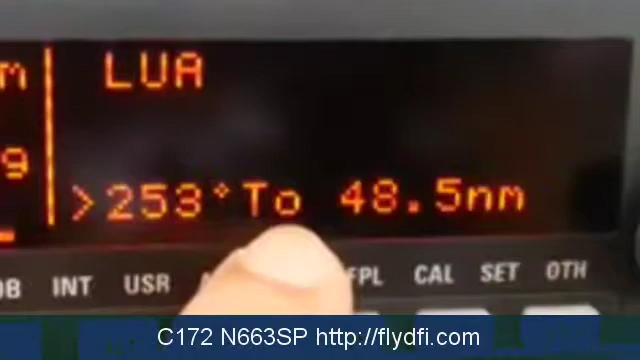 m
LUA
g
>253°To 48.5nm
OB INT USR FPL CAL SET OTH
C172 N663SP http://flydfi.com